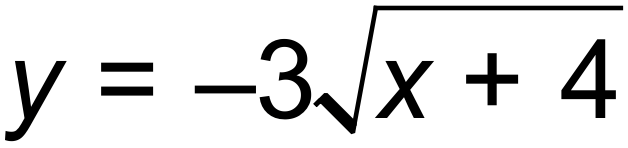 y = −3√(x + 4)